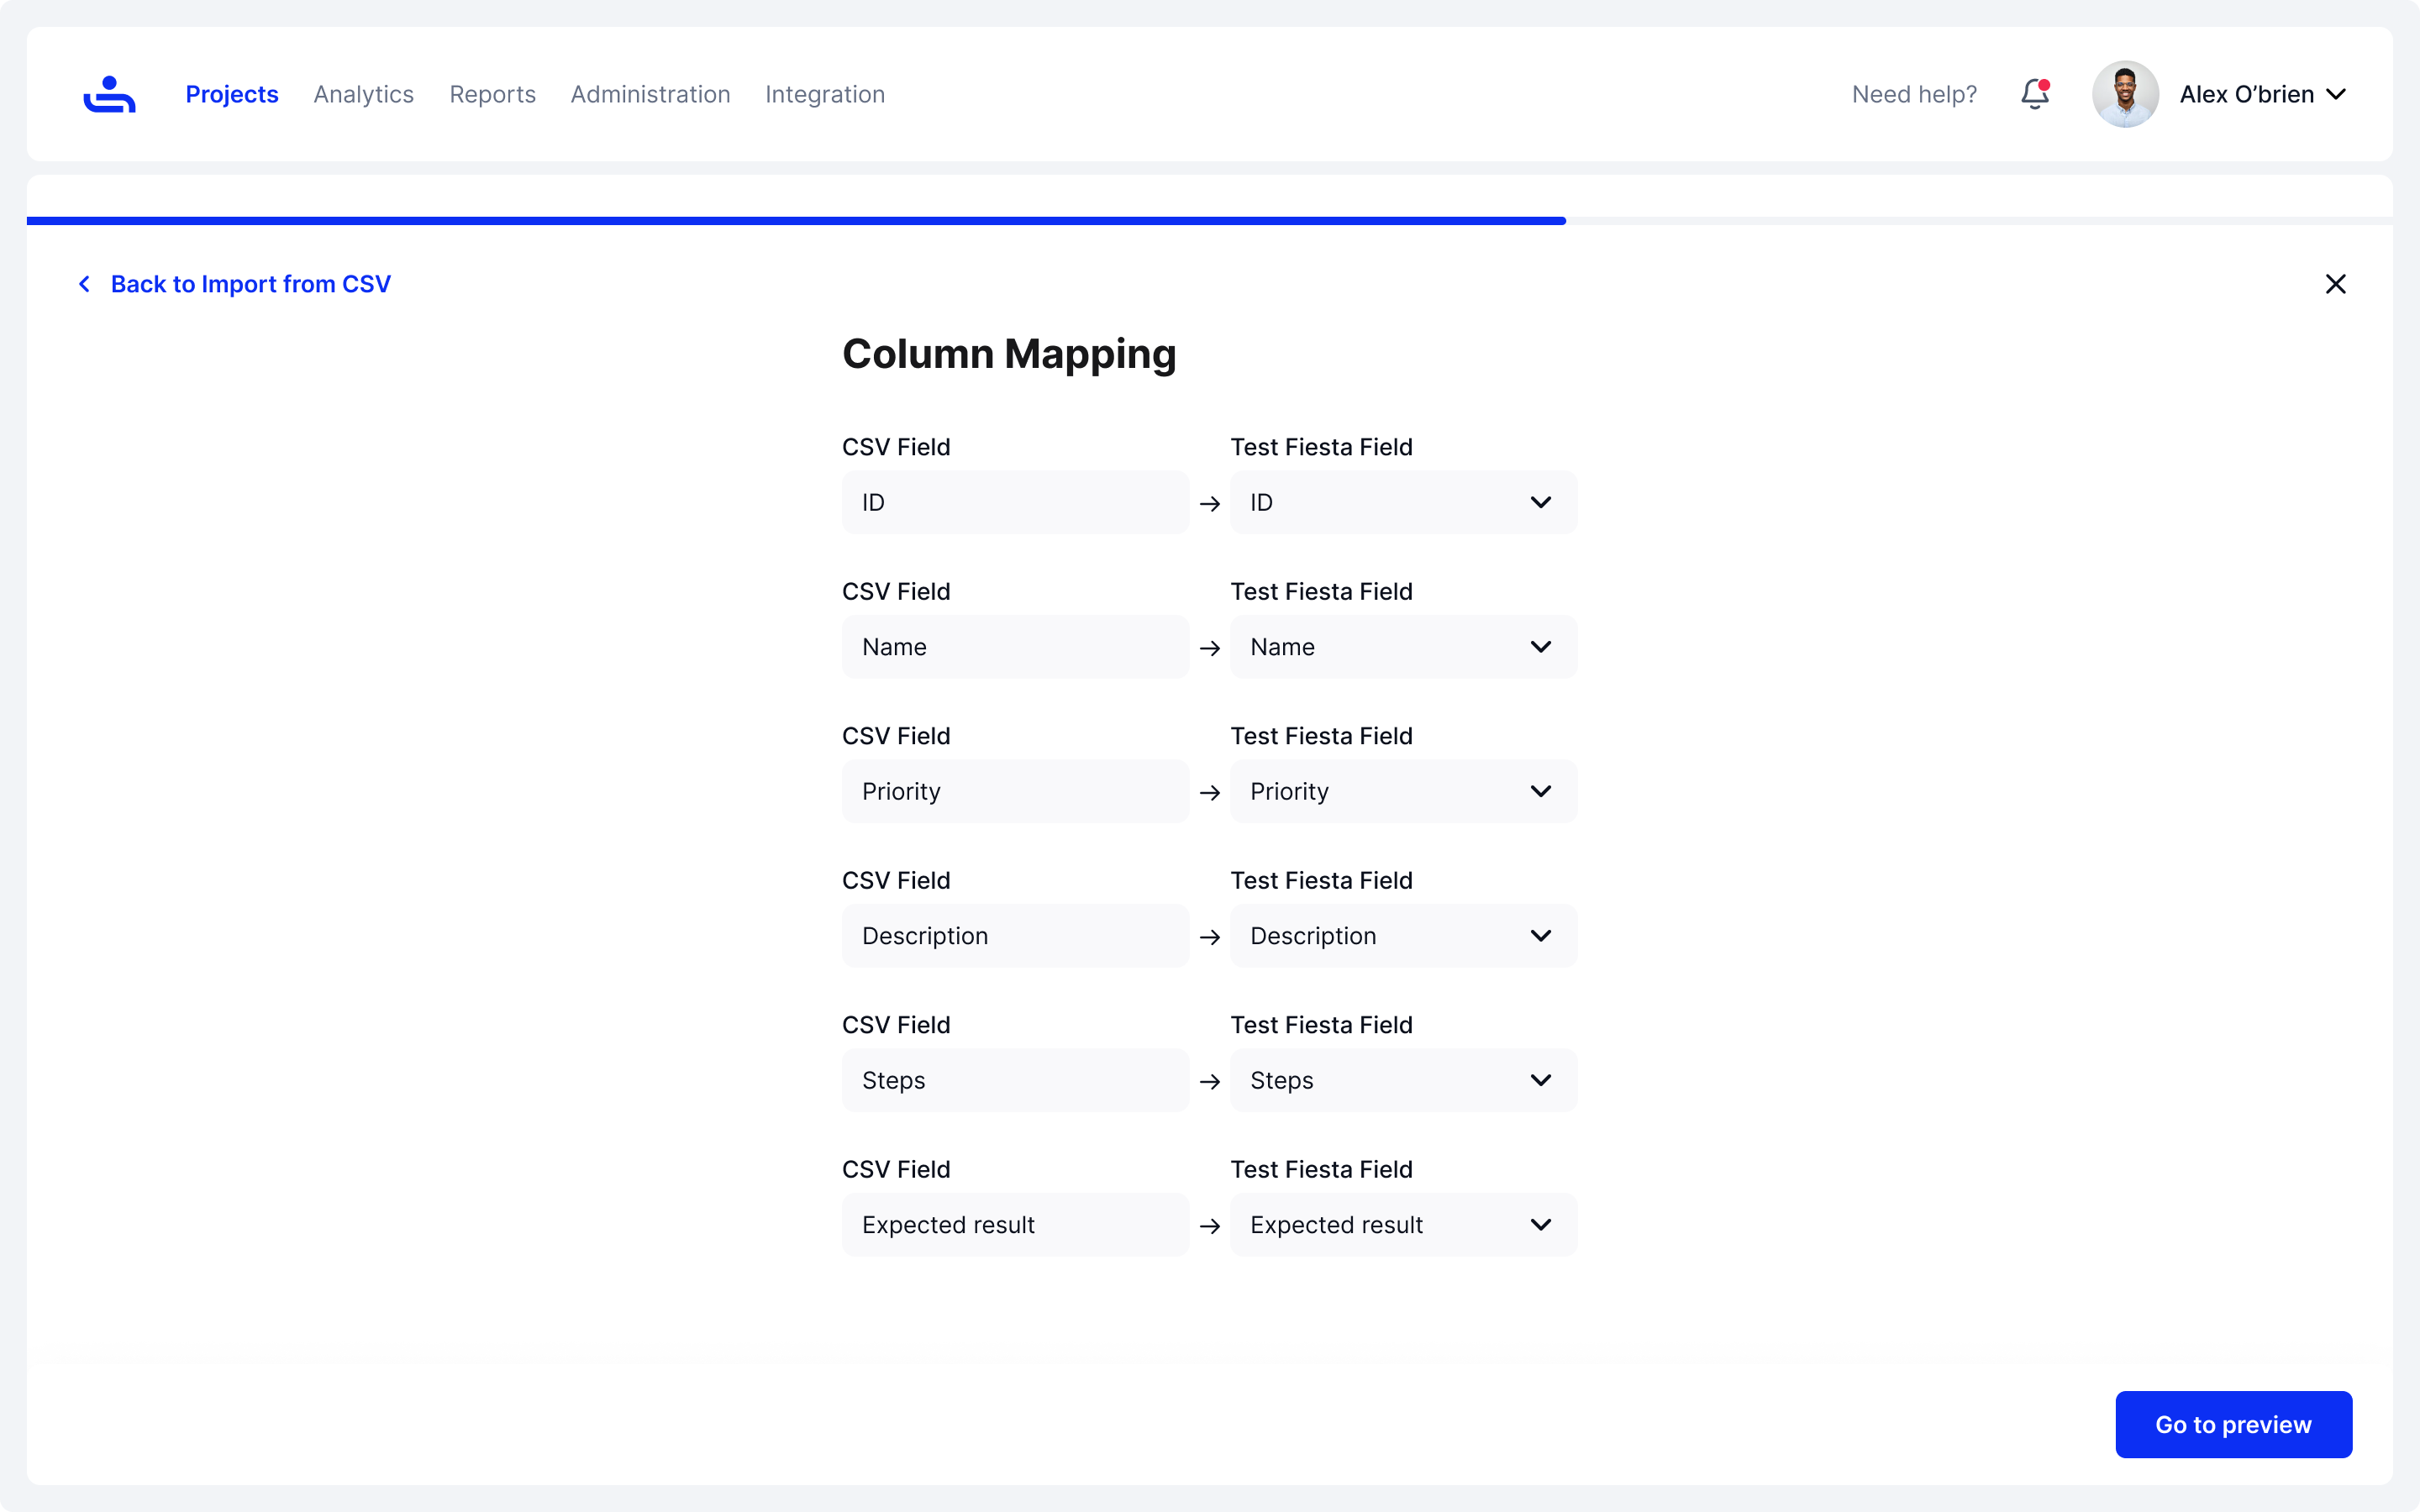 Projects Analytics Reports Administration Integration Need help? Alex O’brien
Back to Import from CSV
Column Mapping
CSV Field Test Fiesta Field
ID ID
CSV Field Test Fiesta Field
Name Name
CSV Field Test Fiesta Field
Priority Priority
CSV Field Test Fiesta Field
Description Description
CSV Field Test Fiesta Field
Steps Steps
CSV Field Test Fiesta Field
Expected result Expected result
Go to preview